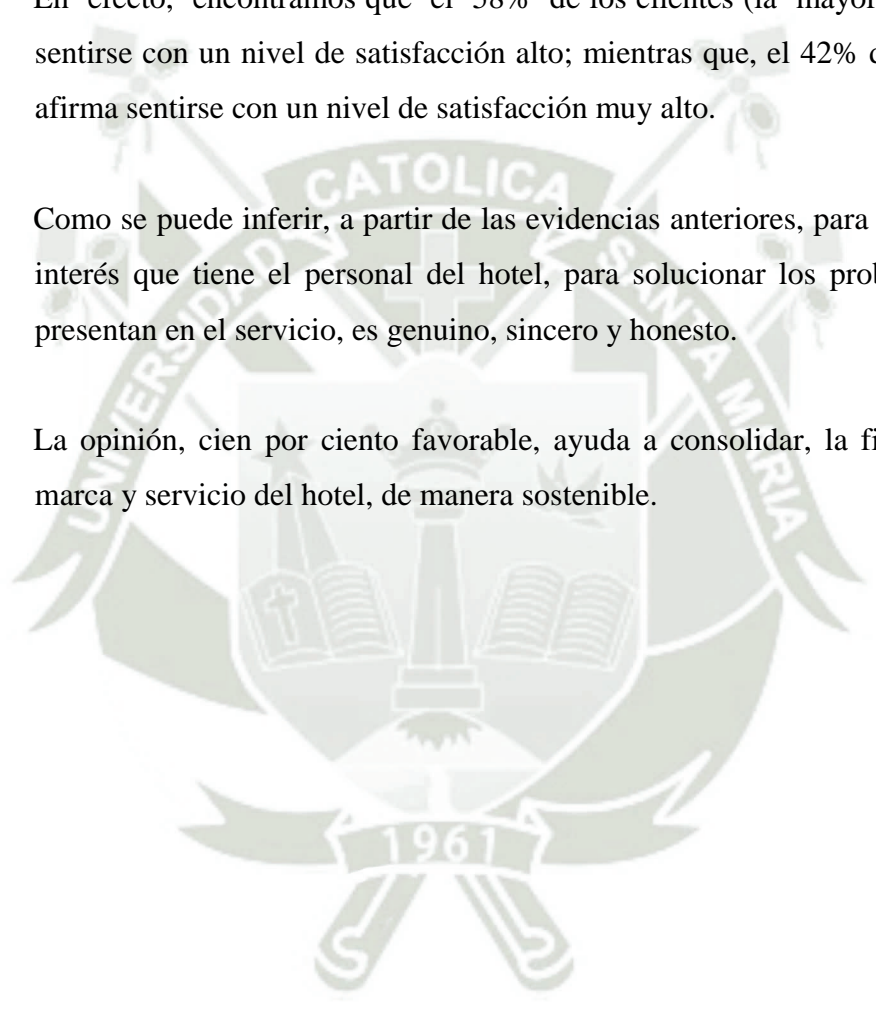 En efecto, encontramos que el 58% de los clientes (la
sentirse con un nivel de satisfacción alto; mientras que, el 42%
afirma sentirse con un nivel de satisfacción muy alto.
Como se puede inferir, a partir de las evidencias anteriores, para
interés que tiene el personal del hotel, para solucionar los
presentan en el servicio, es genuino, sincero y honesto.
La opinión, cien por ciento favorable, ayuda a consolidar, la
marca y servicio del hotel, de manera sostenible.
UNIVERSIDAD CATOLICA SANTA MARIA
1961